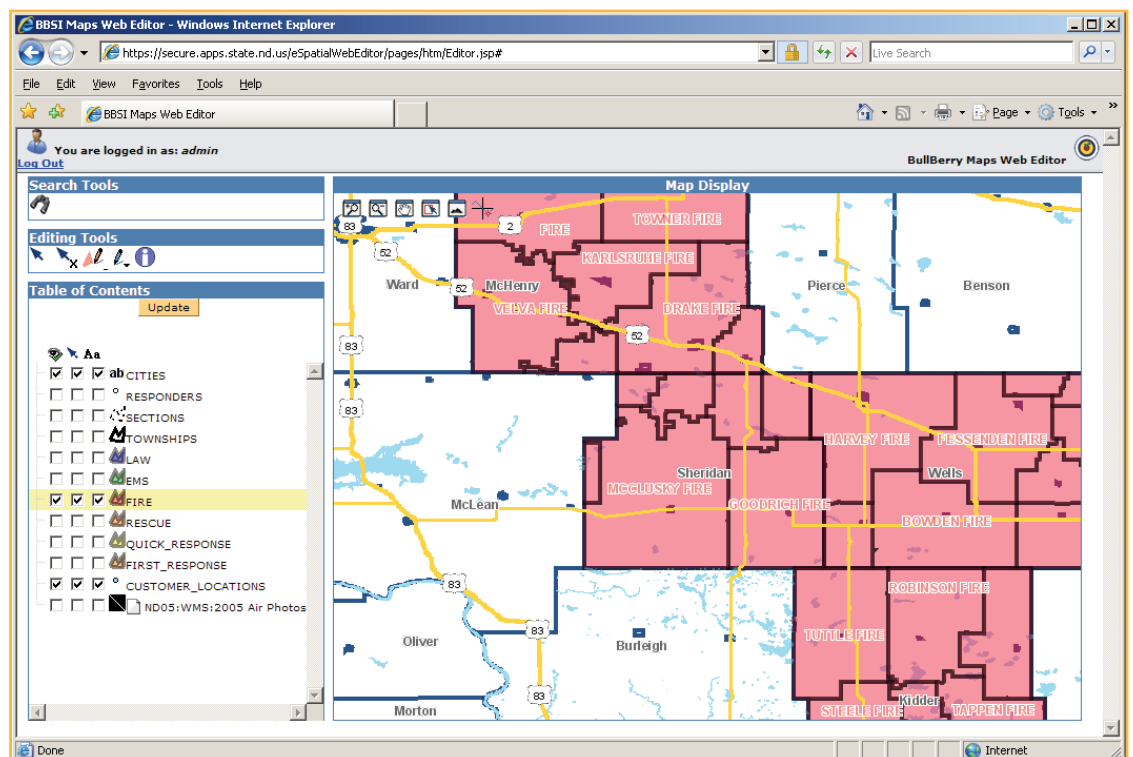 BBSI Maps Web Editor - Windows Internet Explorer
https://secure.apps.state.nd.us/eSpatialWebEditor/pages/htm/Editor.jsp#
Live Search
File Edit View Favorites Tools Help
BBSI Maps Web Editor
Page Tools »
You are logged in as: admin
Log Out
BullBerry Maps Web Editor
Search Tools
Editing Tools
Table of Contents
Update
Aa
ab CITIES
RESPONDERS
SECTIONS
TOWNSHIPS
LAW
EMS
FIRE
RESCUE
QUICK_RESPONSE
FIRST_RESPONSE
CUSTOMER_LOCATIONS
ND05:WMS:2005 Air Photos
Map Display
83
2
FIRE
TOWNER FIRE
52
KARLSRUHE FIRE
Ward
52
McHenry
Pierce
Benson
VELVA FIRE
DRAKE FIRE
52
83
83
HARVEY FIRE
FESSENDEN FIRE
Sheridan
Wells
MCCLUSKY FIRE
McLean
GOODRICH FIRE
BOWDEN FIRE
83
ROBINSON FIRE
83
TUTTLE FIRE
Oliver
Burleigh
83
Kidder
Morton
STEELE FIRE
TAPPEN FIRE
Done
Internet